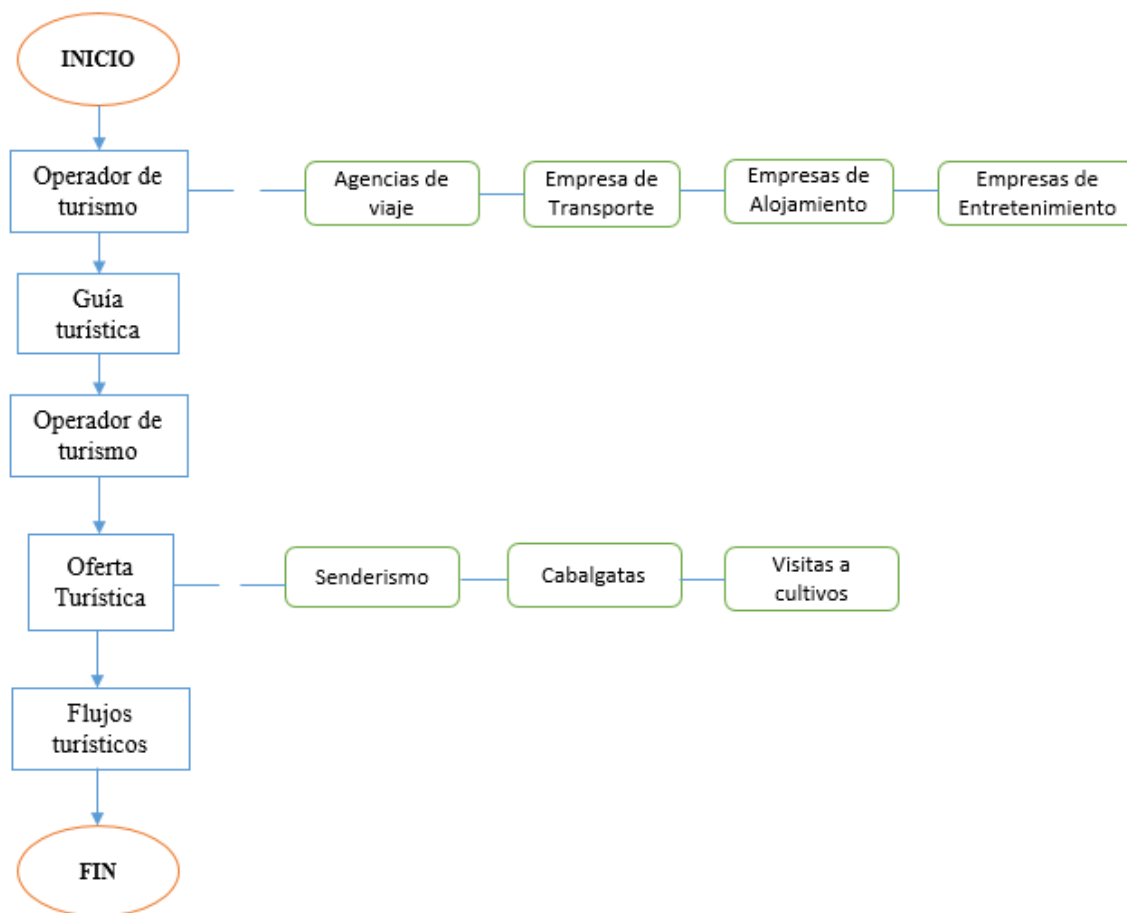 INICIO
Operador de
turismo
Agencias de
viaje
Empresa de
Transporte
Empresas de
Alojamiento
Empresas de
Entretenimiento
Guía
turística
Operador de
turismo
Oferta
Turística
Senderismo
Cabalgatas
Visitas a
cultivos
Flujos
turísticos
FIN